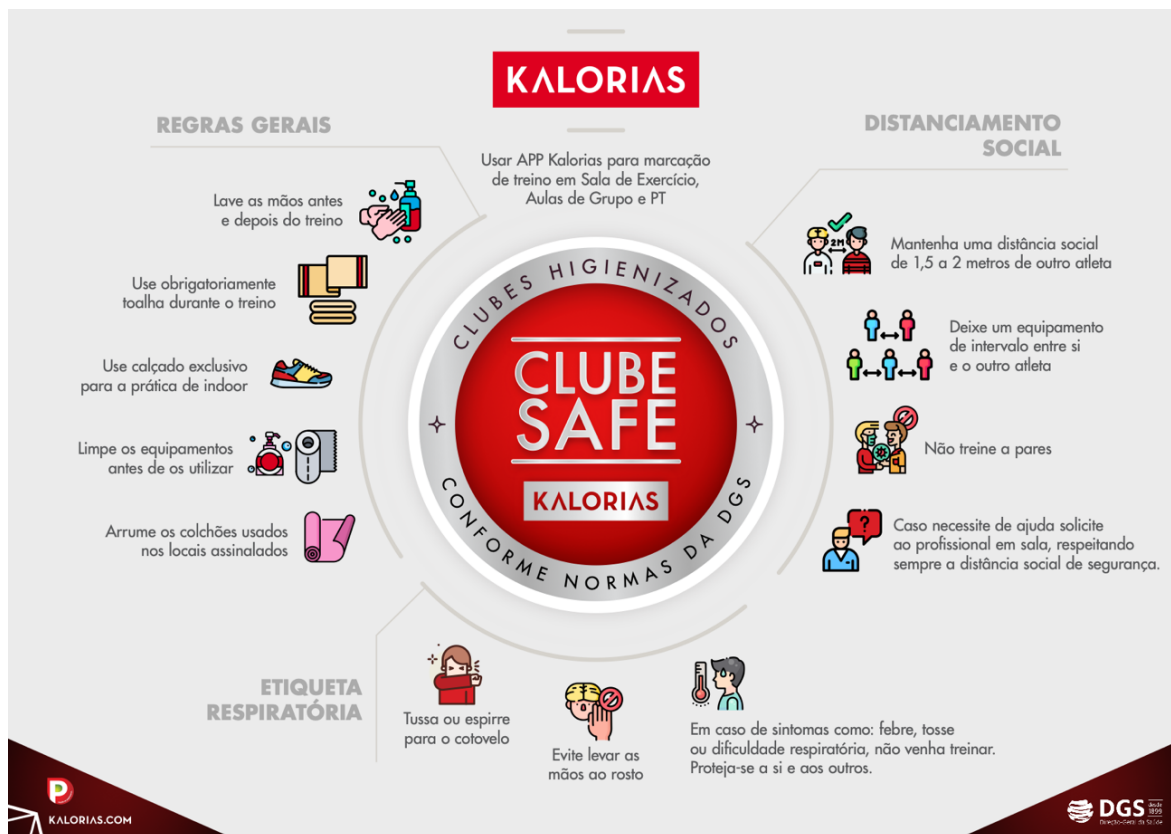 KALORIAS
Usar APP Kalorias para marcação
de treino em Sala de Exercício,
Aulas de Grupo e PT
REGRAS GERAIS
Lave as mãos antes
e depois do treino
Use obrigatoriamente
toalha durante o treino
Use calçado exclusivo
para a prática de indoor
Limpe os equipamentos
antes de os utilizar
Arrume os colchões usados
nos locais assinalados
CLUBES HIGIENIZADOS
CLUBE
SAFE
KALORIAS
CONFORME NORMAS DA DGS
DISTANCIAMENTO
SOCIAL
2M
Mantenha uma distância social
de 1,5 a 2 metros de outro atleta
Deixe um equipamento
de intervalo entre si
e o outro atleta
Não treine a pares
?
Caso necessite de ajuda solicite
ao profissional em sala, respeitando
sempre a distância social de segurança.
ETIQUETA
RESPIRATÓRIA
Tussa ou espirre
para o cotovelo
Evite levar as
mãos ao rosto
Em caso de sintomas como: febre, tosse
ou dificuldade respiratória, não venha treinar.
Proteja-se a si e aos outros.
P
KALORIAS.COM
DGS desde
1899
Direção-Geral da Saúde